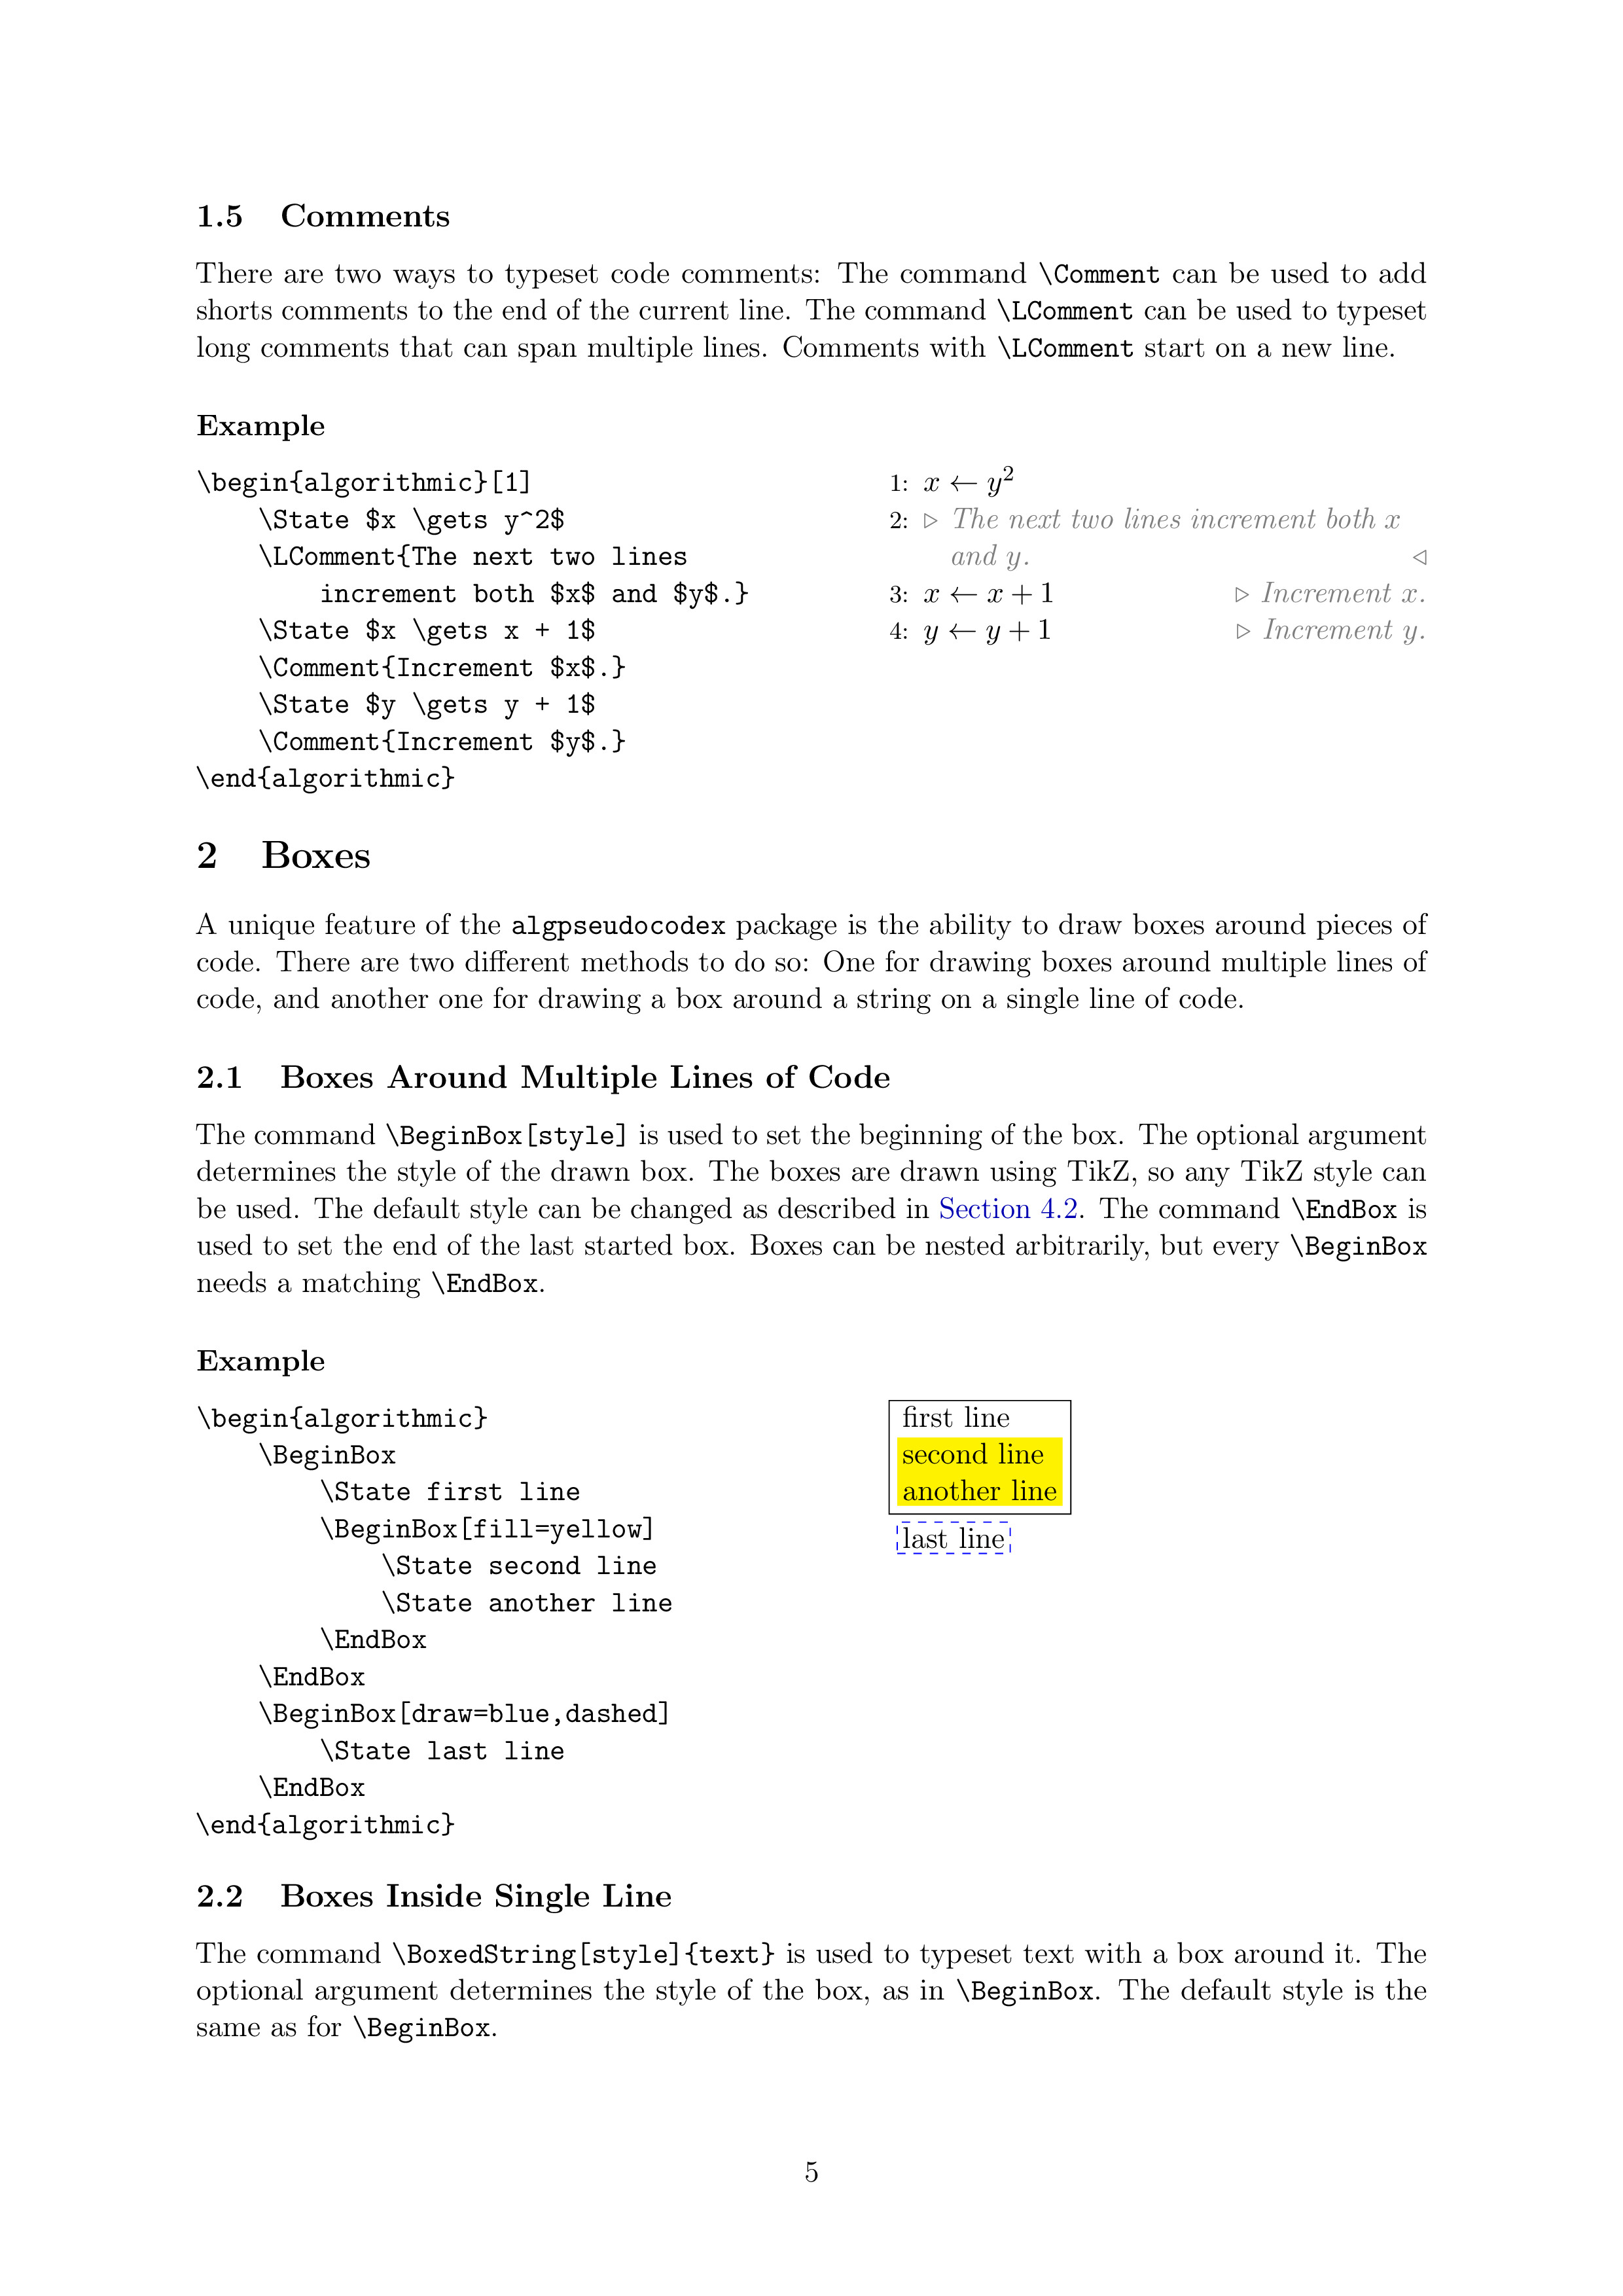 1.5 Comments
There are two ways to typeset code comments: The command \Comment can be used to add
shorts comments to the end of the current line. The command \LComment can be used to typeset
long comments that can span multiple lines. Comments with \LComment start on a new line.
Example
\begin{algorithmic}[1]
    \State $x \gets y^2$
    \LComment{The next two lines
        increment both $x$ and $y$.}
    \State $x \gets x + 1$
    \Comment{Increment $x$.}
    \State $y \gets y + 1$
    \Comment{Increment $y$.}
\end{algorithmic}
1: x ← y²
2: ▷ The next two lines increment both x
and y. ◁
3: x ← x + 1 ▷ Increment x.
4: y ← y + 1 ▷ Increment y.
2 Boxes
A unique feature of the algpseudocodex package is the ability to draw boxes around pieces of
code. There are two different methods to do so: One for drawing boxes around multiple lines of
code, and another one for drawing a box around a string on a single line of code.
2.1 Boxes Around Multiple Lines of Code
The command \BeginBox[style] is used to set the beginning of the box. The optional argument
determines the style of the drawn box. The boxes are drawn using TikZ, so any TikZ style can
be used. The default style can be changed as described in Section 4.2. The command \EndBox is
used to set the end of the last started box. Boxes can be nested arbitrarily, but every \BeginBox
needs a matching \EndBox.
Example
\begin{algorithmic}
    \BeginBox
        \State first line
        \BeginBox[fill=yellow]
            \State second line
            \State another line
        \EndBox
    \EndBox
    \BeginBox[draw=blue,dashed]
        \State last line
    \EndBox
\end{algorithmic}
first line
second line
another line
last line
2.2 Boxes Inside Single Line
The command \BoxedString[style]{text} is used to typeset text with a box around it. The
optional argument determines the style of the box, as in \BeginBox. The default style is the
same as for \BeginBox.
5